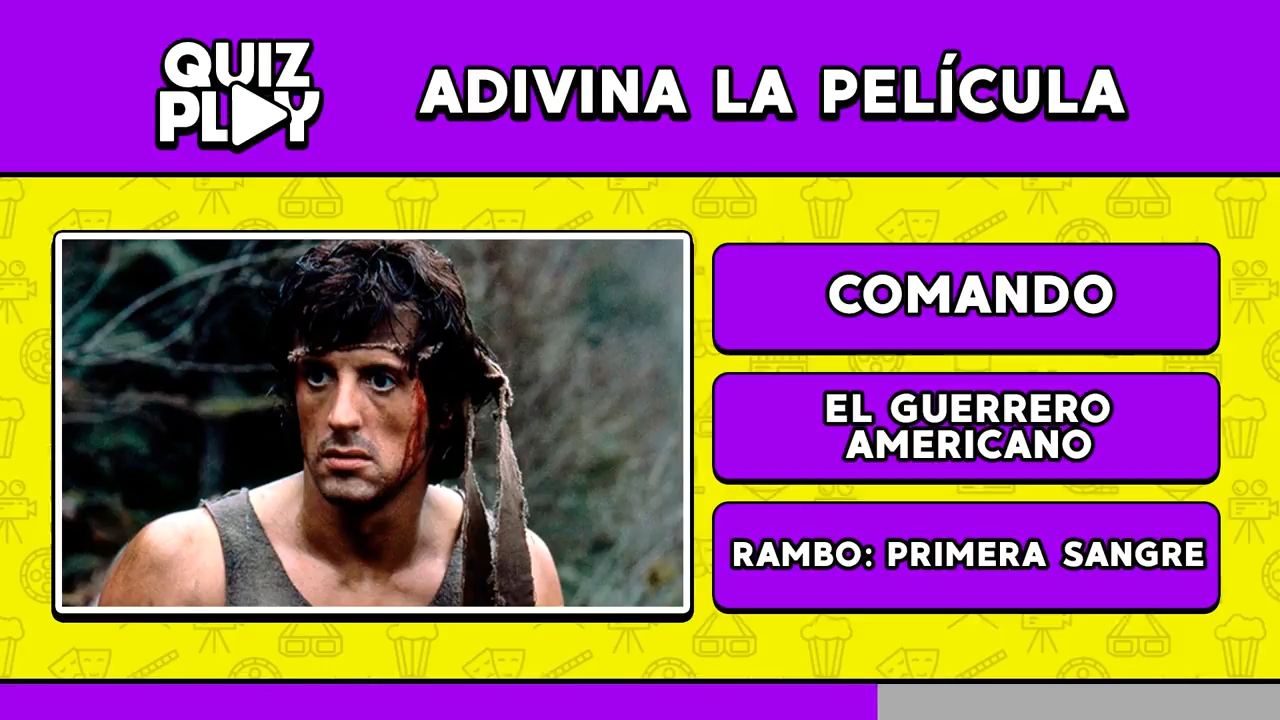 QUIZ
PLAY
ADIVINA LA PELÍCULA
COMANDO
EL GUERRERO
AMERICANO
RAMBO: PRIMERA SANGRE